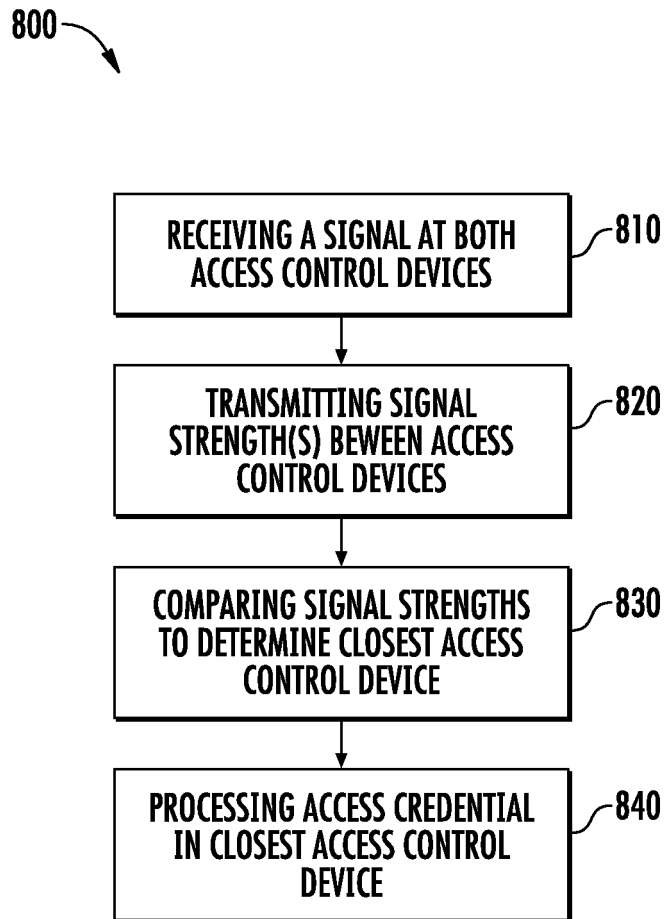 800
RECEIVING A SIGNAL AT BOTH
ACCESS CONTROL DEVICES
810
TRANSMITTING SIGNAL
STRENGTH(S) BEWEEN ACCESS
CONTROL DEVICES
820
COMPARING SIGNAL STRENGTHS
TO DETERMINE CLOSEST ACCESS
CONTROL DEVICE
830
PROCESSING ACCESS CREDENTIAL
IN CLOSEST ACCESS CONTROL
DEVICE
840